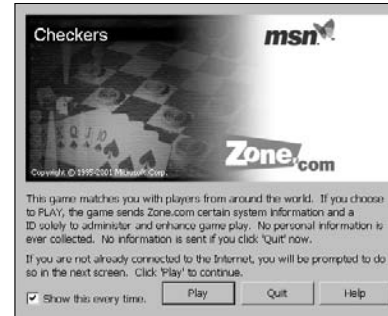 Checkers
msn
Zone.com
Copyright © 1995-2001 Microsoft Corp.
This game matches you with players from around the world. If you choose
to PLAY, the game sends Zone.com certain system information and a
ID solely to administer and enhance game play. No personal information is
ever collected. No information is sent if you click 'Quit' now.
If you are not already connected to the Internet, you will be prompted to do
so in the next screen. Click 'Play' to continue.
Show this every time.
Play
Quit
Help